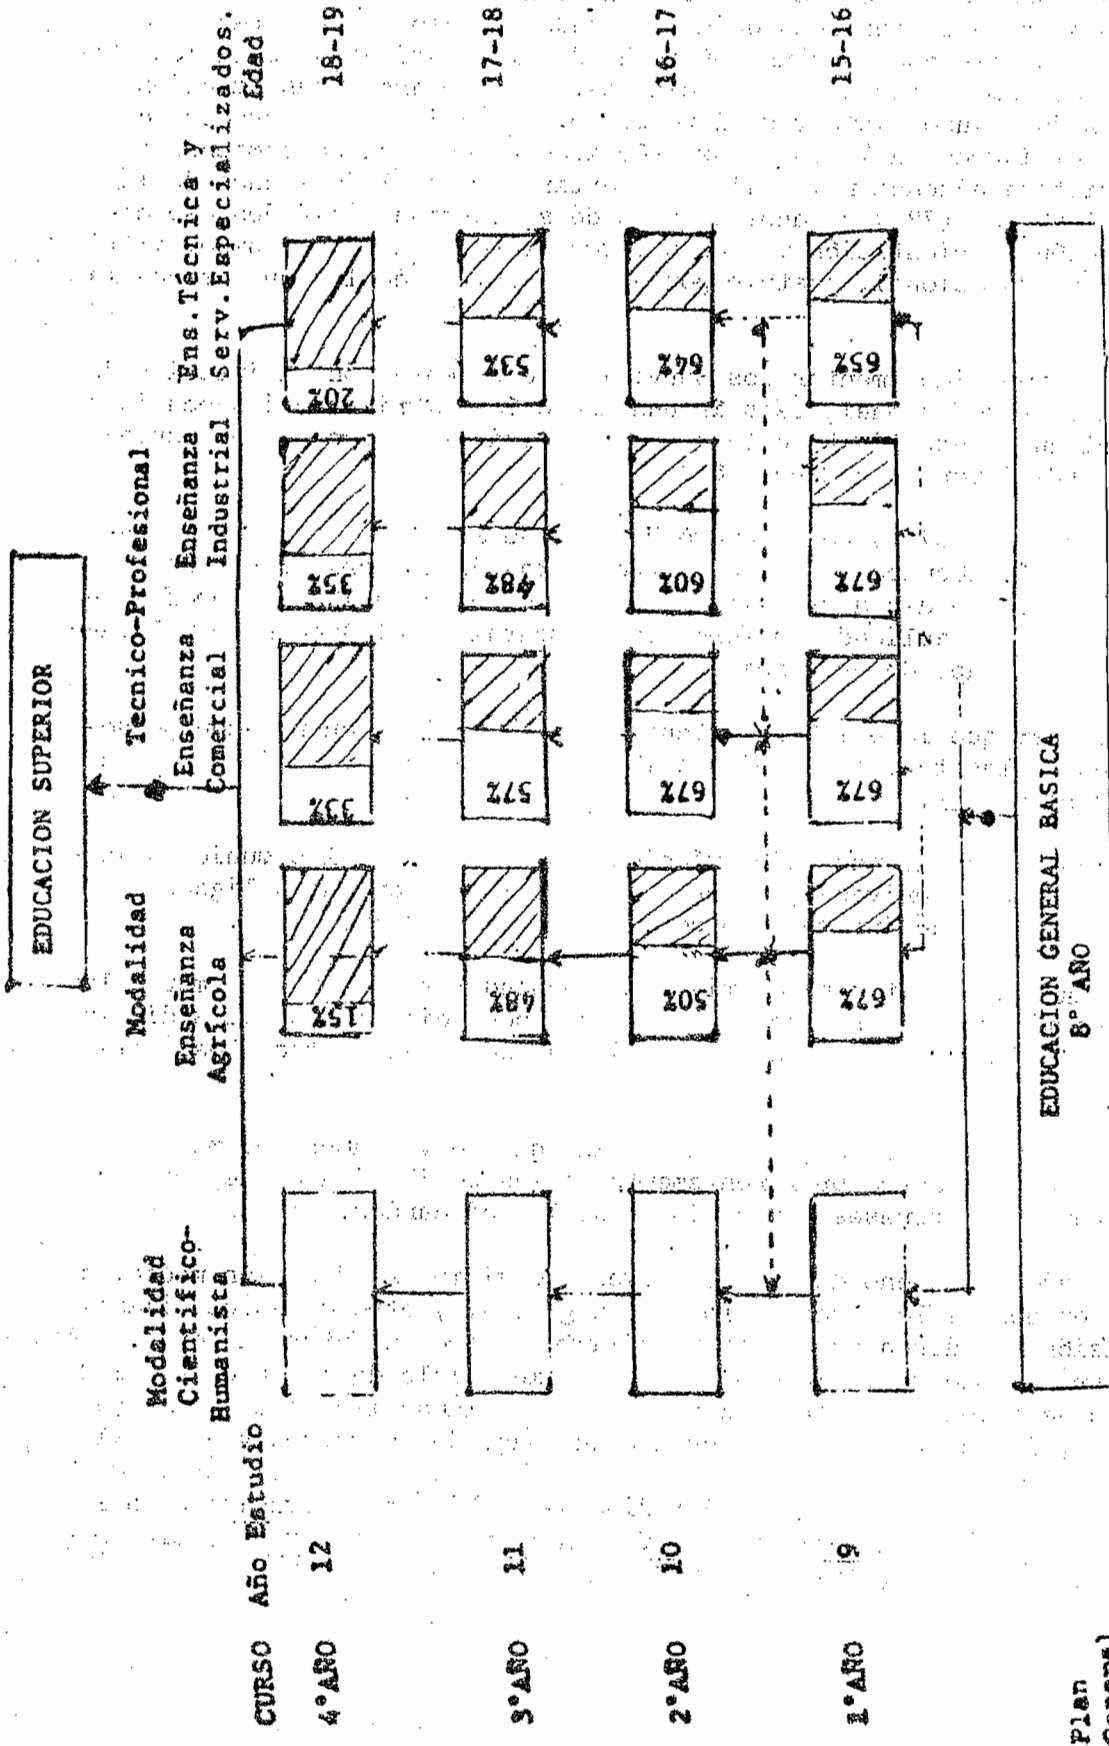 EDUCACION SUPERIOR
Modalidad Tecnico-Profesional
Modalidad
Cientifico-
Humanista
Enseñanza
Agrícola
Enseñanza
Comercial
Enseñanza
Industrial
Ens.Técnica y
Serv.Especializados.
CURSO Año Estudio Edad
4°AÑO 12 15% 33% 35% 20% 18-19
3°AÑO 11 48% 57% 48% 53% 17-18
2°AÑO 10 50% 67% 60% 64% 16-17
1°AÑO 9 67% 67% 67% 65% 15-16
EDUCACION GENERAL BASICA
8° AÑO
Plan
General